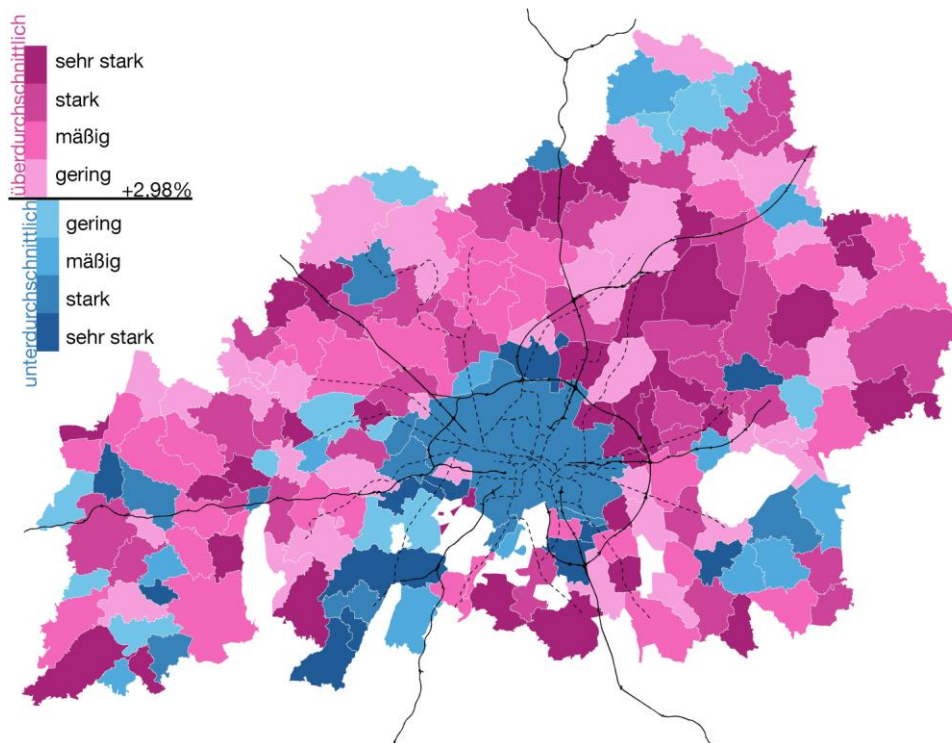 überdurchschnittlich
sehr stark
stark
mäßig
gering
+2.98%
unterdurchschnittlich
gering
mäßig
stark
sehr stark